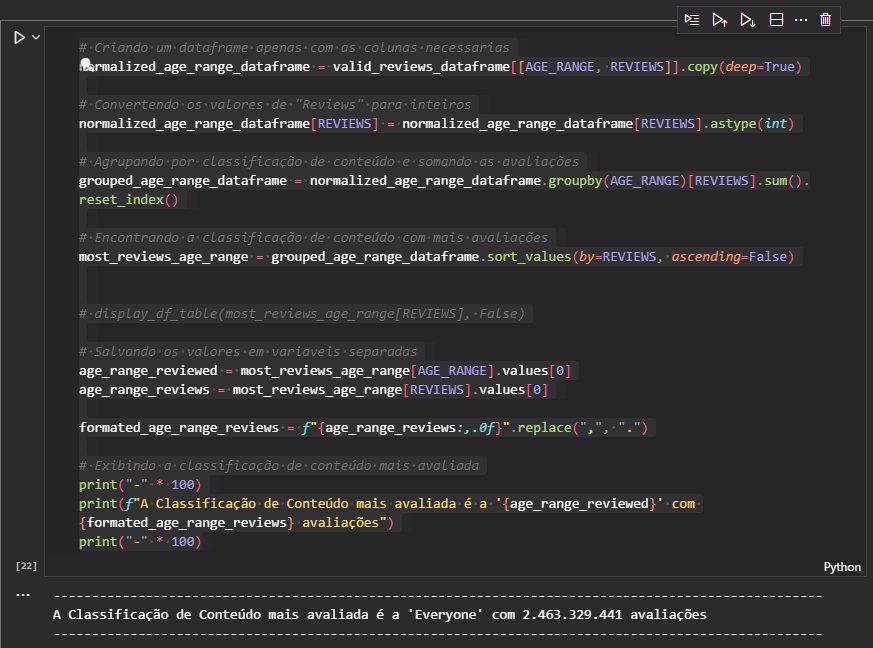 # Criando um dataframe apenas com as colunas necessarias
normalized_age_range_dataframe = valid_reviews_dataframe[[AGE_RANGE, REVIEWS]].copy(deep=True)
# Convertendo os valores de "Reviews" para inteiros
normalized_age_range_dataframe[REVIEWS] = normalized_age_range_dataframe[REVIEWS].astype(int)
# Agrupando por classificação de conteúdo e somando as avaliações
grouped_age_range_dataframe = normalized_age_range_dataframe.groupby(AGE_RANGE)[REVIEWS].sum().
reset_index()
# Encontrando a classificação de conteúdo com mais avaliações
most_reviews_age_range = grouped_age_range_dataframe.sort_values(by=REVIEWS, ascending=False)
# display_df_table(most_reviews_age_range[REVIEWS], False)
# Salvando os valores em variaveis separadas
age_range_reviewed = most_reviews_age_range[AGE_RANGE].values[0]
age_range_reviews = most_reviews_age_range[REVIEWS].values[0]
formated_age_range_reviews = f"{age_range_reviews:,.0f}".replace(",", ".")
# Exibindo a classificação de conteúdo mais avaliada
print("-" * 100)
print(f"A Classificação de Conteúdo mais avaliada é a '{age_range_reviewed}' com
{formated_age_range_reviews} avaliações")
print("-" * 100)
[22]
Python
----------------------------------------------------------------------------------------------------
A Classificação de Conteúdo mais avaliada é a 'Everyone' com 2.463.329.441 avaliações
----------------------------------------------------------------------------------------------------